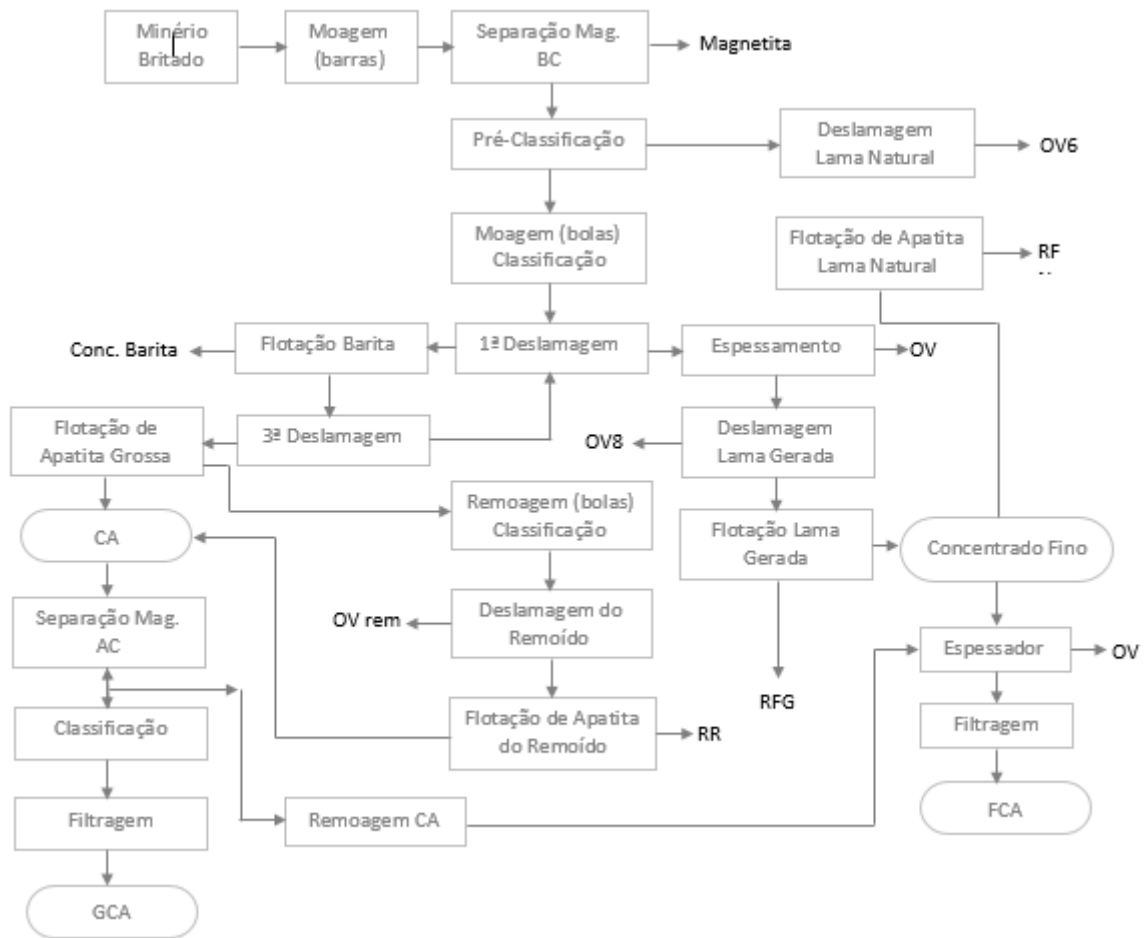 Minério
Britado
Moagem
(barras)
Separação Mag.
BC
Magnetita
Pré-Classificação
Deslamagem
Lama Natural
OV6
Moagem (bolas)
Classificação
Flotação de Apatita
Lama Natural
RF
Conc. Barita
Flotação Barita
1ª Deslamagem
Espessamento
OV
Flotação de
Apatita Grossa
3ª Deslamagem
OV8
Deslamagem
Lama Gerada
Remoagem (bolas)
Classificação
Flotação Lama
Gerada
Concentrado Fino
CA
Separação Mag.
AC
OV rem
Deslamagem do
Remoído
Espessador
OV
RFG
Classificação
Flotação de Apatita
do Remoído
RR
Filtragem
Filtragem
Remoagem CA
FCA
GCA